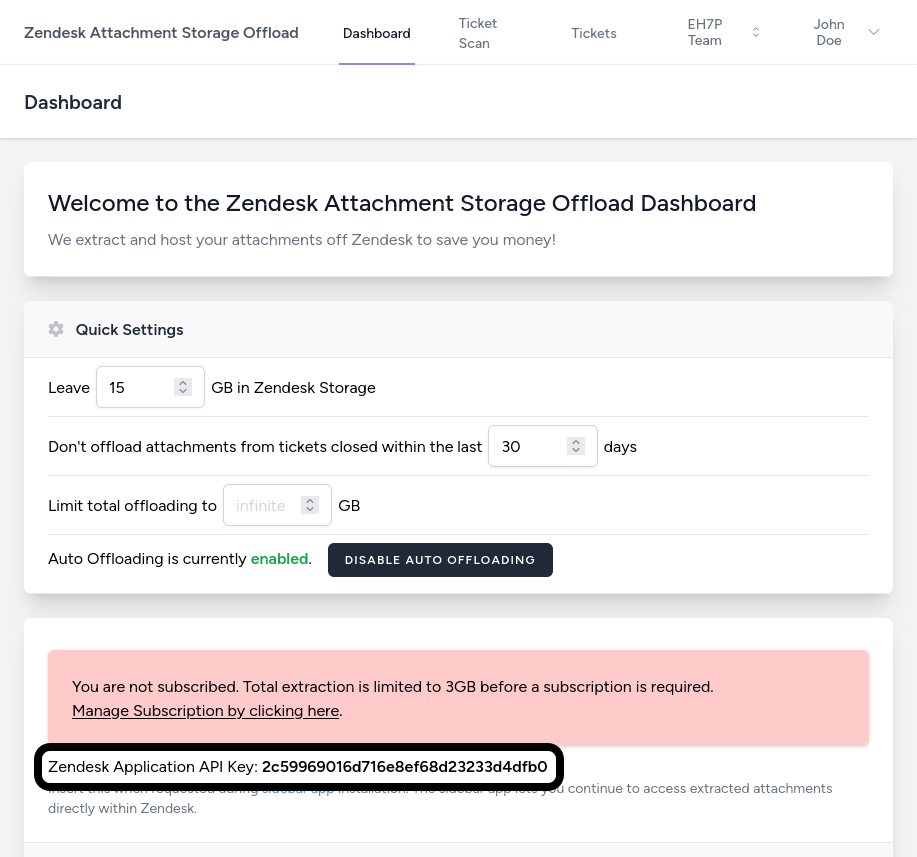 Zendesk Attachment Storage Offload
Dashboard
Ticket
Scan
Tickets
EH7P
Team
John
Doe
Dashboard
Welcome to the Zendesk Attachment Storage Offload Dashboard
We extract and host your attachments off Zendesk to save you money!
Quick Settings
Leave 15 GB in Zendesk Storage
Don't offload attachments from tickets closed within the last 30 days
Limit total offloading to infinite GB
Auto Offloading is currently enabled. DISABLE AUTO OFFLOADING
You are not subscribed. Total extraction is limited to 3GB before a subscription is required.
Manage Subscription by clicking here.
Zendesk Application API Key: 2c59969016d716e8ef68d23233d4dfb0
Insert this when requested during sidebar app installation. The sidebar app lets you continue to access extracted attachments
directly within Zendesk.